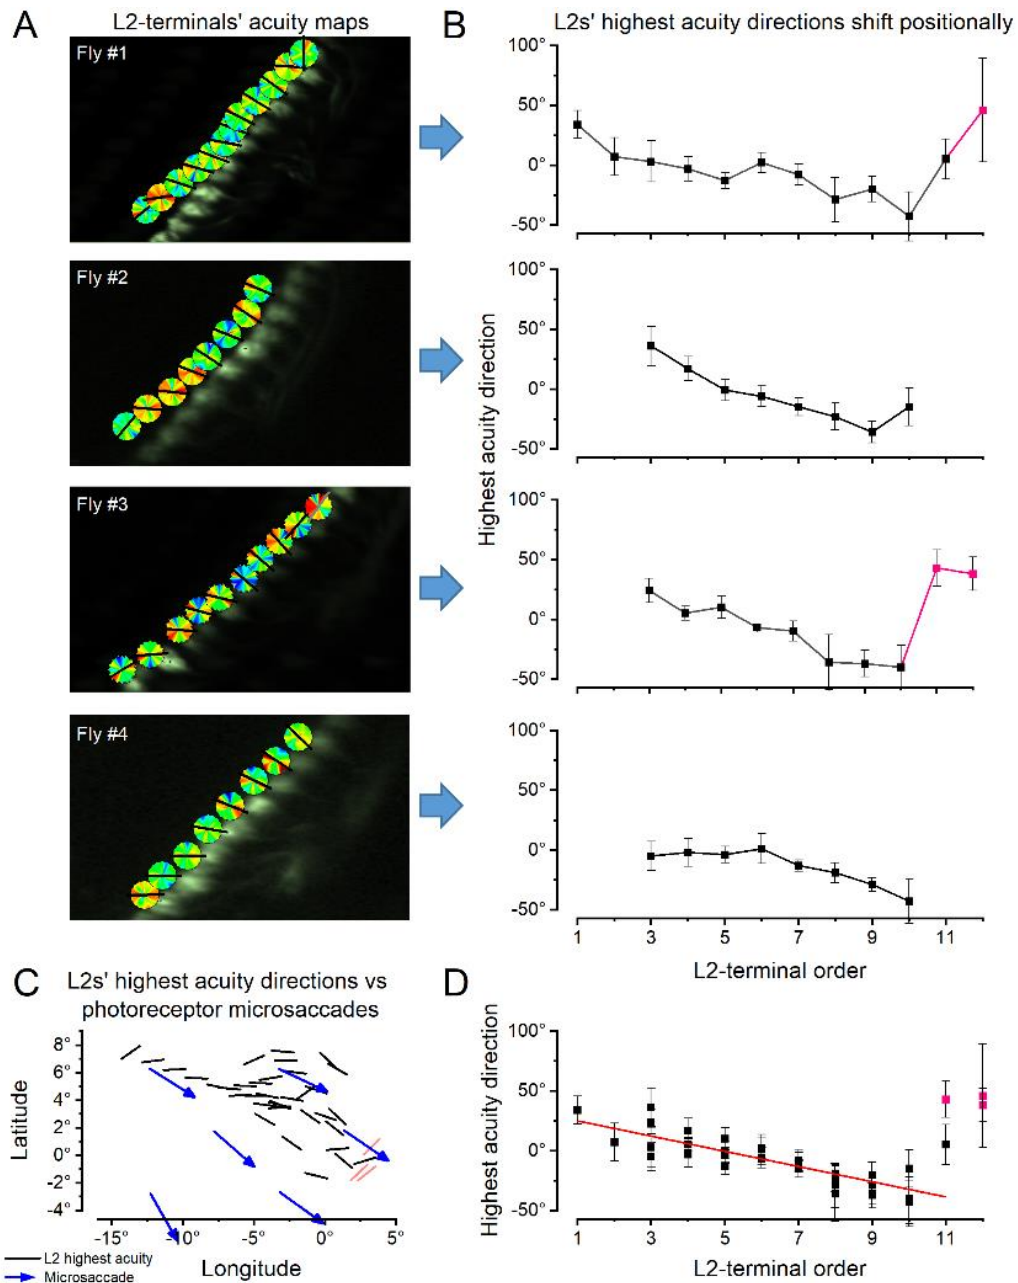 A
L2-terminals' acuity maps
B
L2s' highest acuity directions shift positionally
Fly #1
100°
50°
0°
-50°
Fly #2
100°
50°
0°
-50°
Fly #3
100°
50°
0°
-50°
Fly #4
100°
50°
0°
-50°
Highest acuity direction
1 3 5 7 9 11
L2-terminal order
C
L2s' highest acuity directions vs
photoreceptor microsaccades
8°
6°
4°
2°
0°
-2°
-4°
Latitude
-15° -10° -5° 0° 5°
Longitude
L2 highest acuity
Microsaccade
D
Highest acuity direction
100°
50°
0°
-50°
1 3 5 7 9 11
L2-terminal order